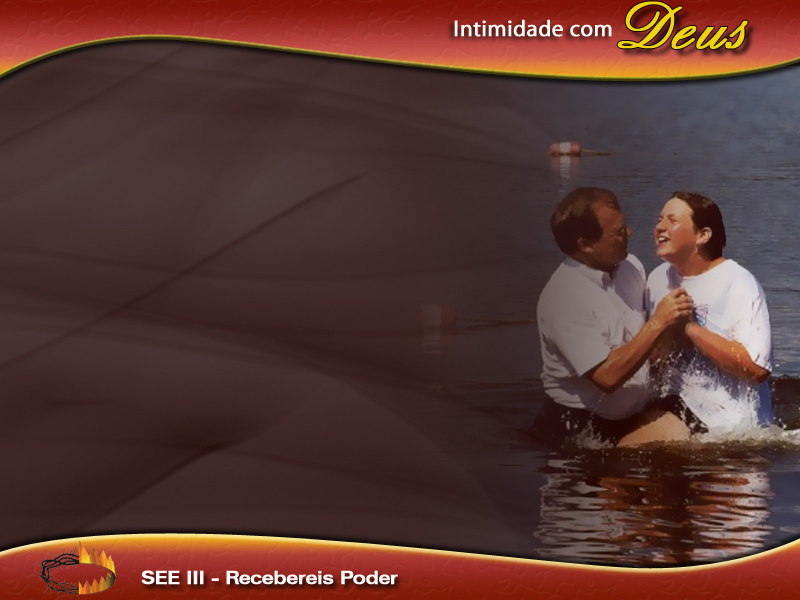 Intimidade com Deus
SEE III - Recebereis Poder